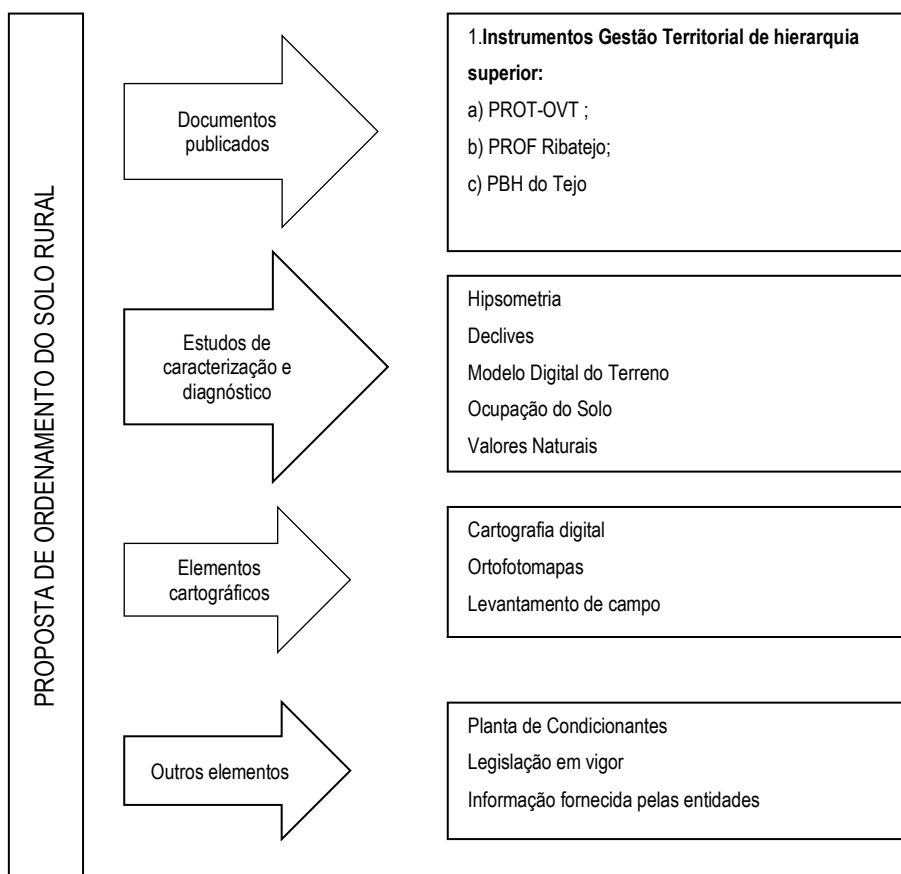 PROPOSTA DE ORDENAMENTO DO SOLO RURAL
Documentos
publicados
1.Instrumentos Gestão Territorial de hierarquia
superior:
a) PROT-OVT ;
b) PROF Ribatejo;
c) PBH do Tejo
Estudos de
caracterização e
diagnóstico
Hipsometria
Declives
Modelo Digital do Terreno
Ocupação do Solo
Valores Naturais
Elementos
cartográficos
Cartografia digital
Ortofotomapas
Levantamento de campo
Outros elementos
Planta de Condicionantes
Legislação em vigor
Informação fornecida pelas entidades